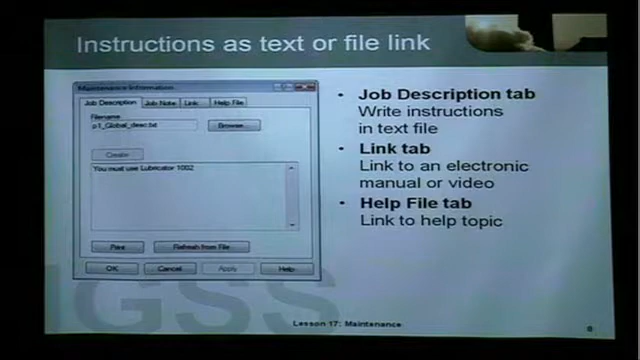 Instructions as text or file link
Maintenance Information
Job Description
Job Note
Link
Help File
Filename
p1_Global_desc.txt
Browse...
Create
You must use Lubricator 1002
Print
Refresh from File
OK
Cancel
Apply
Help
• Job Description tab
Write instructions
in text file
• Link tab
Link to an electronic
manual or video
• Help File tab
Link to help topic
IGSS
Lesson 17: Maintenance